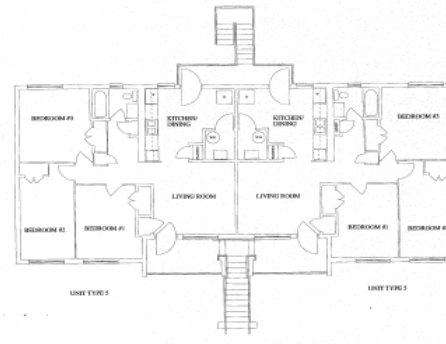 BEDROOM #3
KITCHEN/
DINING
KITCHEN/
DINING
BEDROOM #3
LIVING ROOM
LIVING ROOM
BEDROOM #2
BEDROOM #1
BEDROOM #1
BEDROOM #
UNIT TYPE 5
UNIT TYPE 5